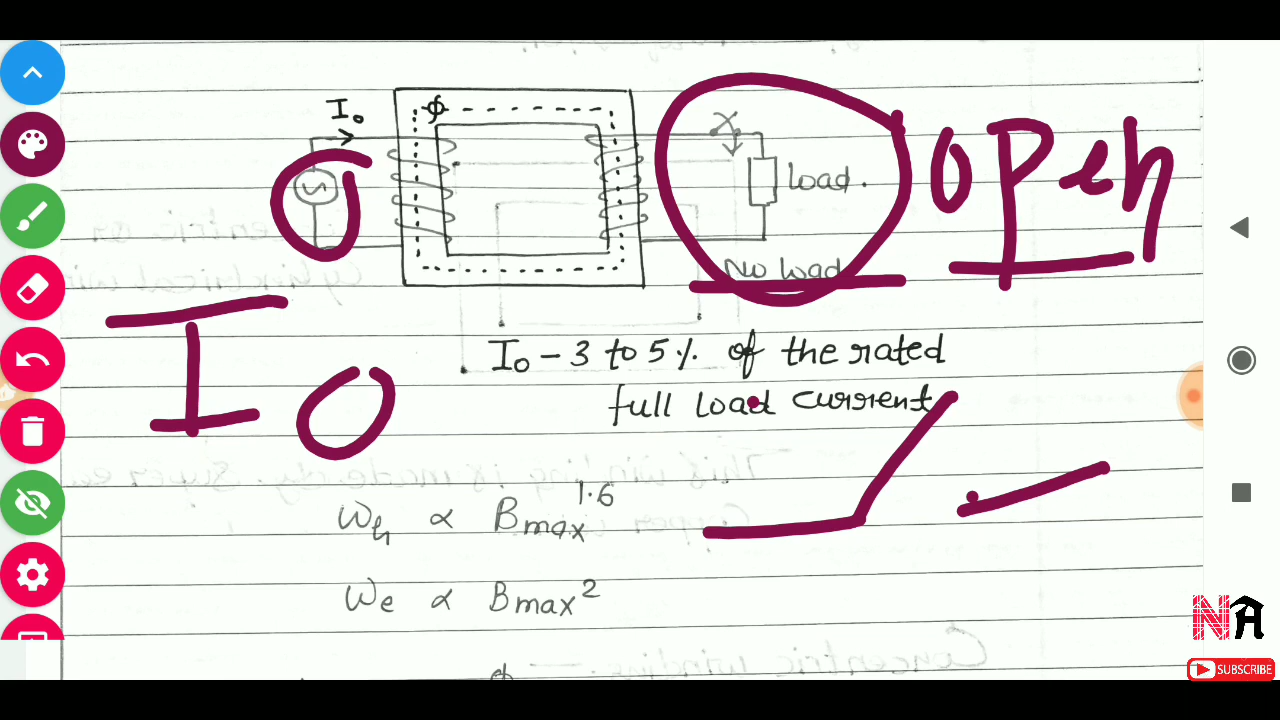 I₀
ϕ
open
Load.
No load
I₀
I₀ - 3 to 5 %. of the rated
full load current
Wh ∝ Bmax^1.6
We ∝ Bmax²
ϕ
NA
SUBSCRIBE